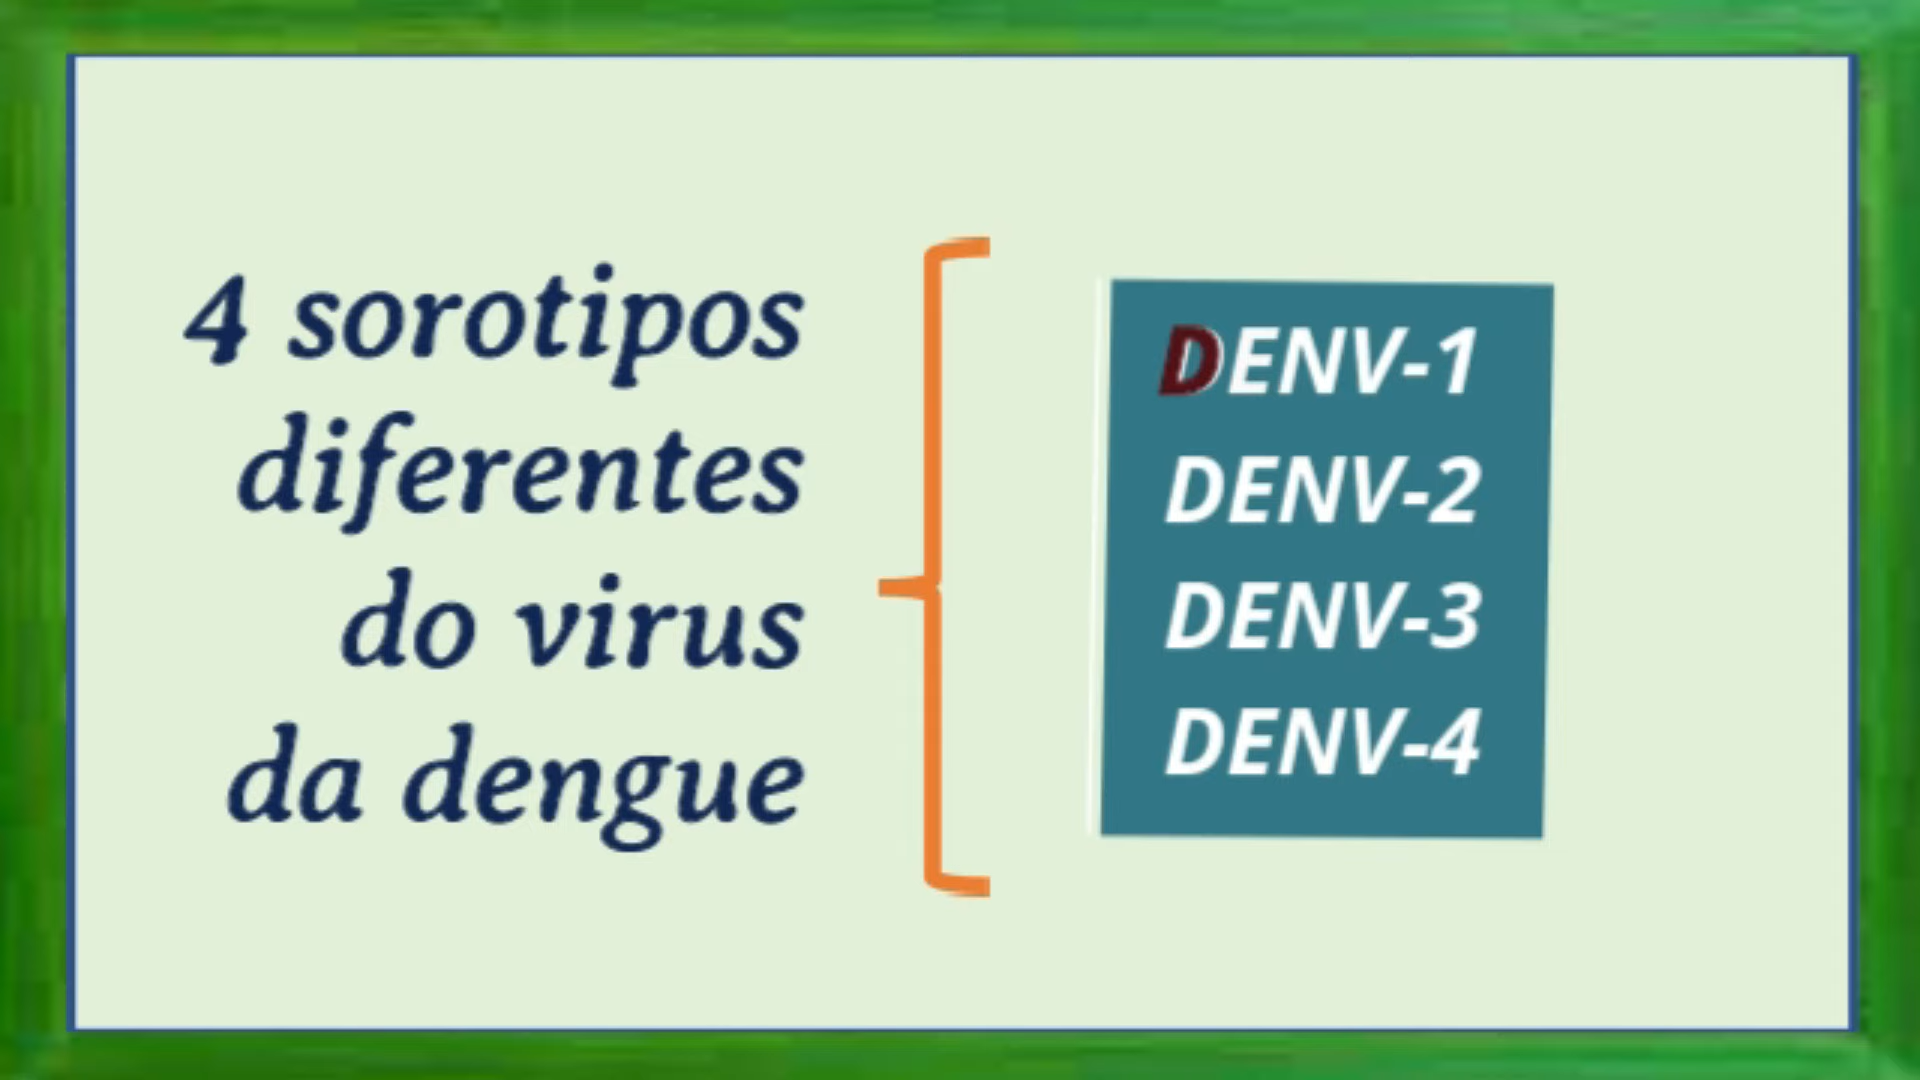 4 sorotipos
diferentes
do virus
da dengue
DENV-1
DENV-2
DENV-3
DENV-4